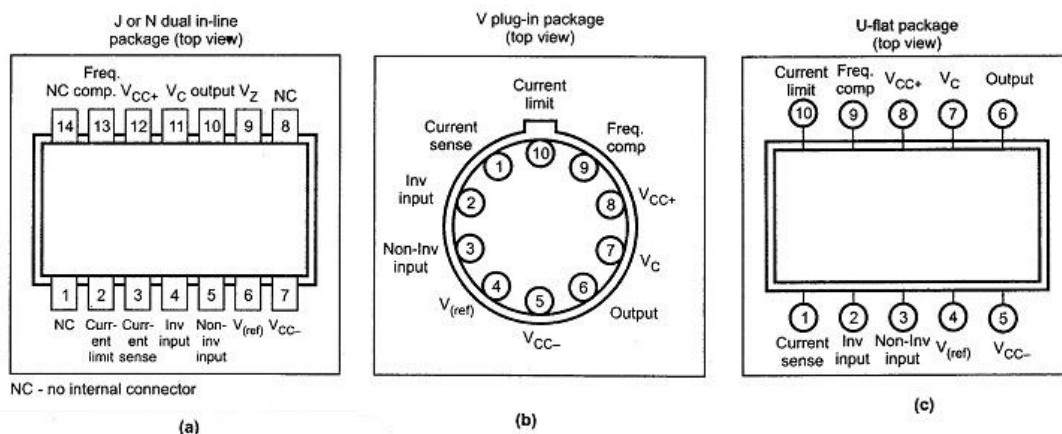 J or N dual in-line
package (top view)
Freq.
NC comp. VCC+ VC output VZ NC
14 13 12 11 10 9 8
1 2 3 4 5 6 7
NC Curr- Curr- Inv Non- V(ref) VCC–
ent ent input inv
limit sense input
NC - no internal connector
(a)
V plug-in package
(top view)
Current
limit
Current
sense
Freq.
comp
10
1
9
Inv
input
2
8
VCC+
Non-Inv
input
3
7
VC
4
6
V(ref)
5
Output
VCC–
(b)
U-flat package
(top view)
Current Freq. VCC+ VC Output
limit comp
10 9 8 7 6
1 2 3 4 5
Current Inv Non-Inv V(ref) VCC–
sense input input
(c)